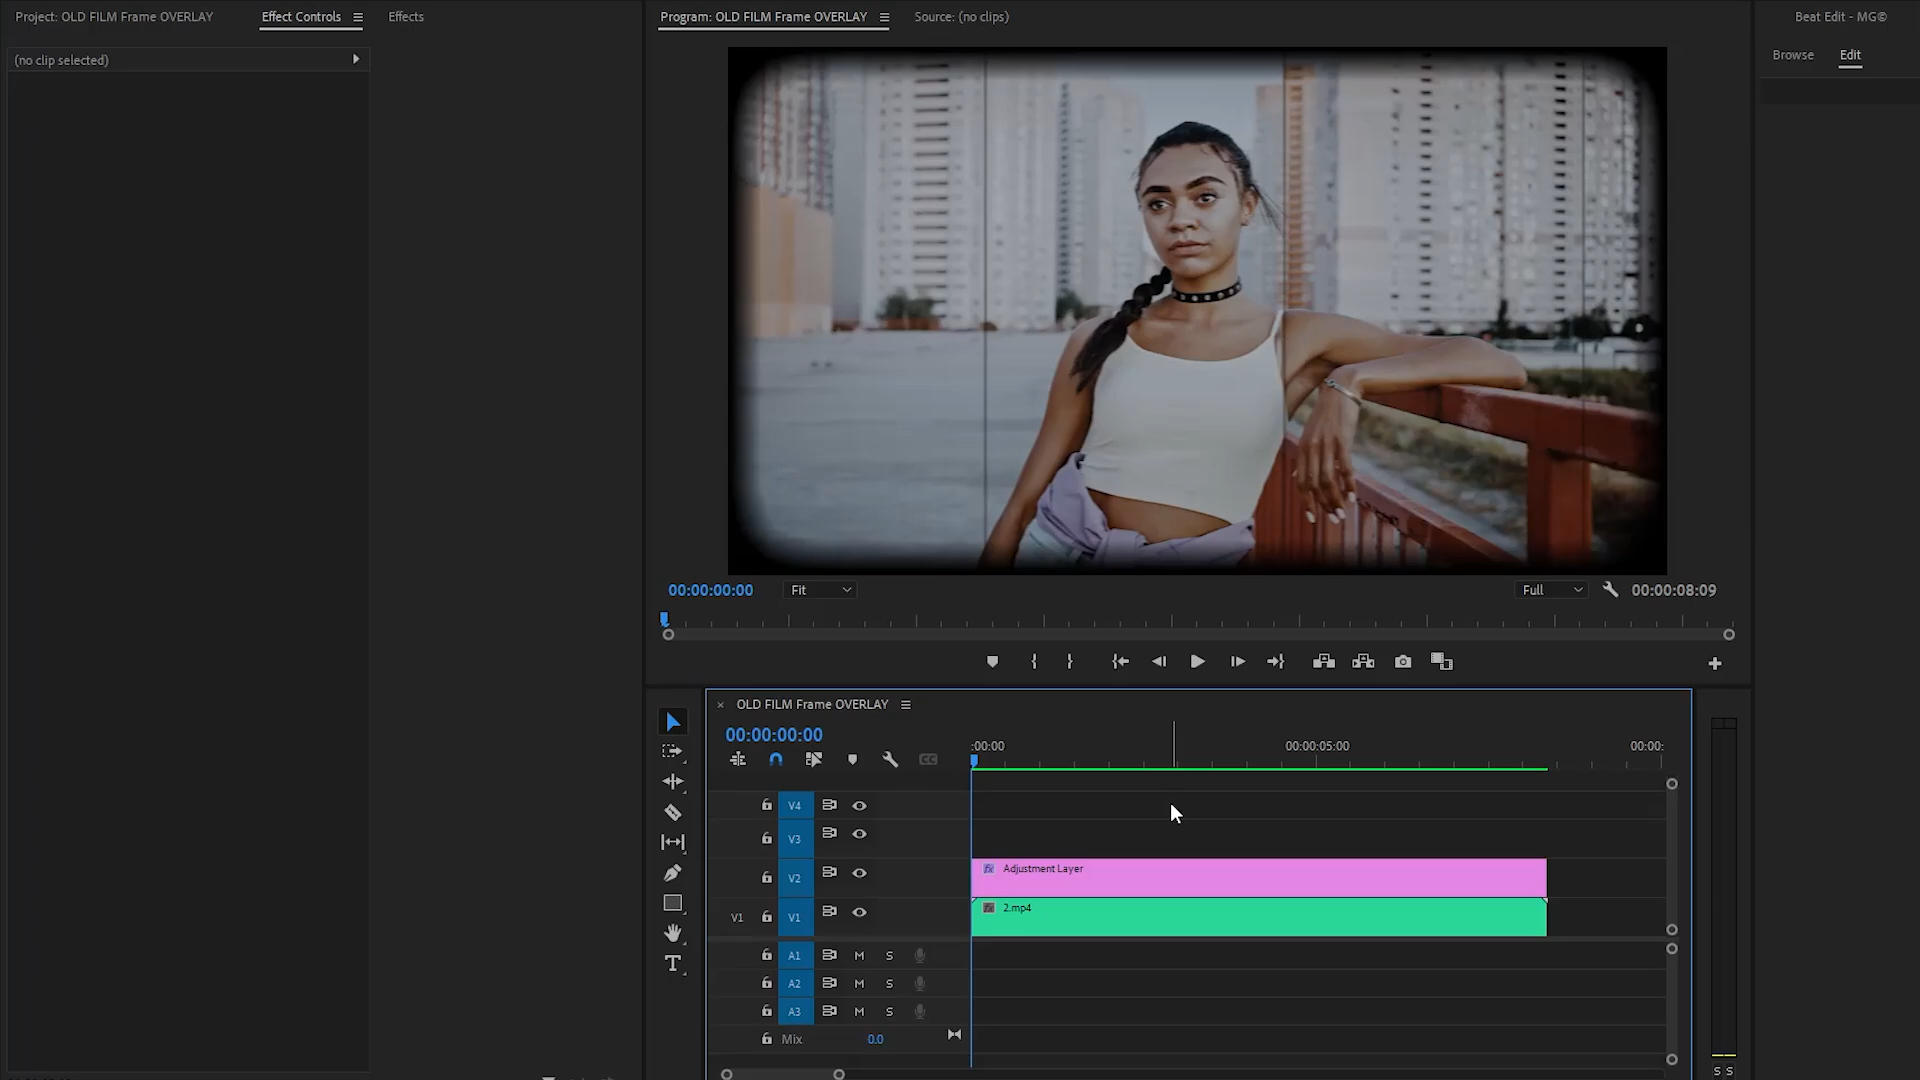 Project: OLD FILM Frame OVERLAY
Effect Controls
Effects
(no clip selected)
Program: OLD FILM Frame OVERLAY
Source: (no clips)
Beat Edit - MG©
Browse
Edit
00:00:00:00
Fit
Full
00:00:08:09
× OLD FILM Frame OVERLAY
00:00:00:00
:00:00
00:00:05:00
00:00:
V4
V3
V2
Adjustment Layer
V1
V1
2.mp4
A1 M S
A2 M S
A3 M S
Mix 0.0
S S